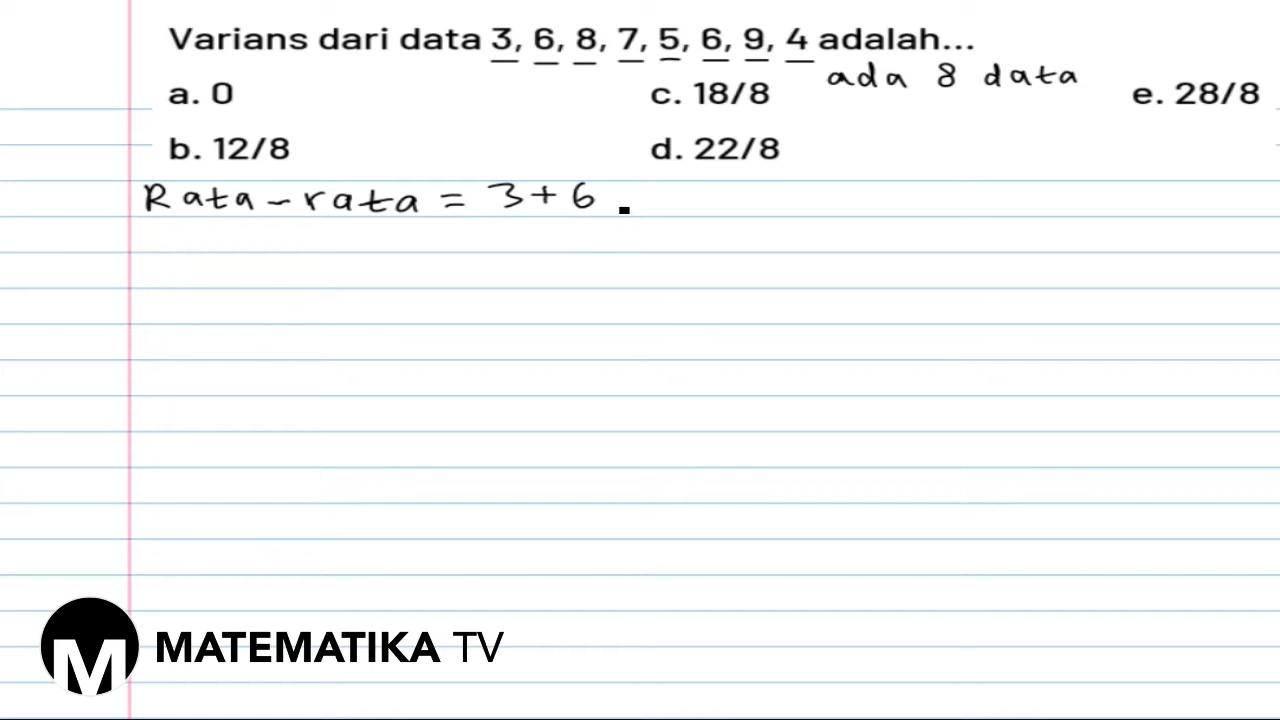 Varians dari data 3, 6, 8, 7, 5, 6, 9, 4 adalah...
ada 8 data
a. 0
c. 18/8
e. 28/8
b. 12/8
d. 22/8
Rata-rata = 3+6
M MATEMATIKA TV